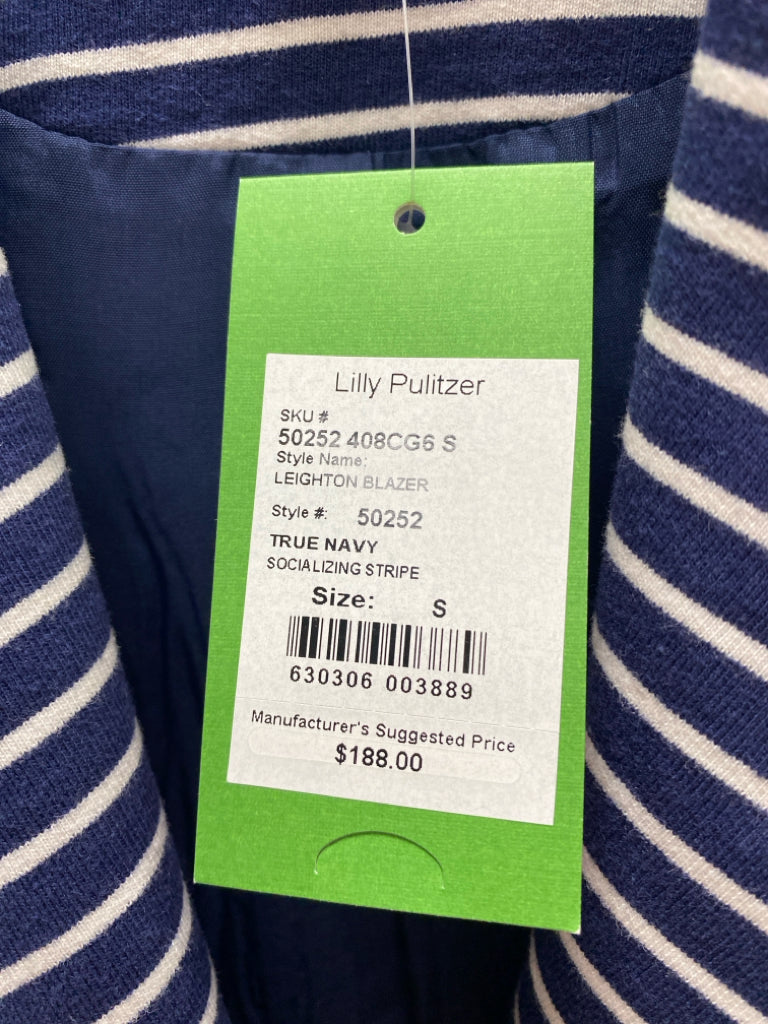 Lilly Pulitzer
SKU #
50252 408CG6 S
Style Name:
LEIGHTON BLAZER
Style #: 50252
TRUE NAVY
SOCIALIZING STRIPE
Size: S
630306 003889
Manufacturer's Suggested Price
$188.00